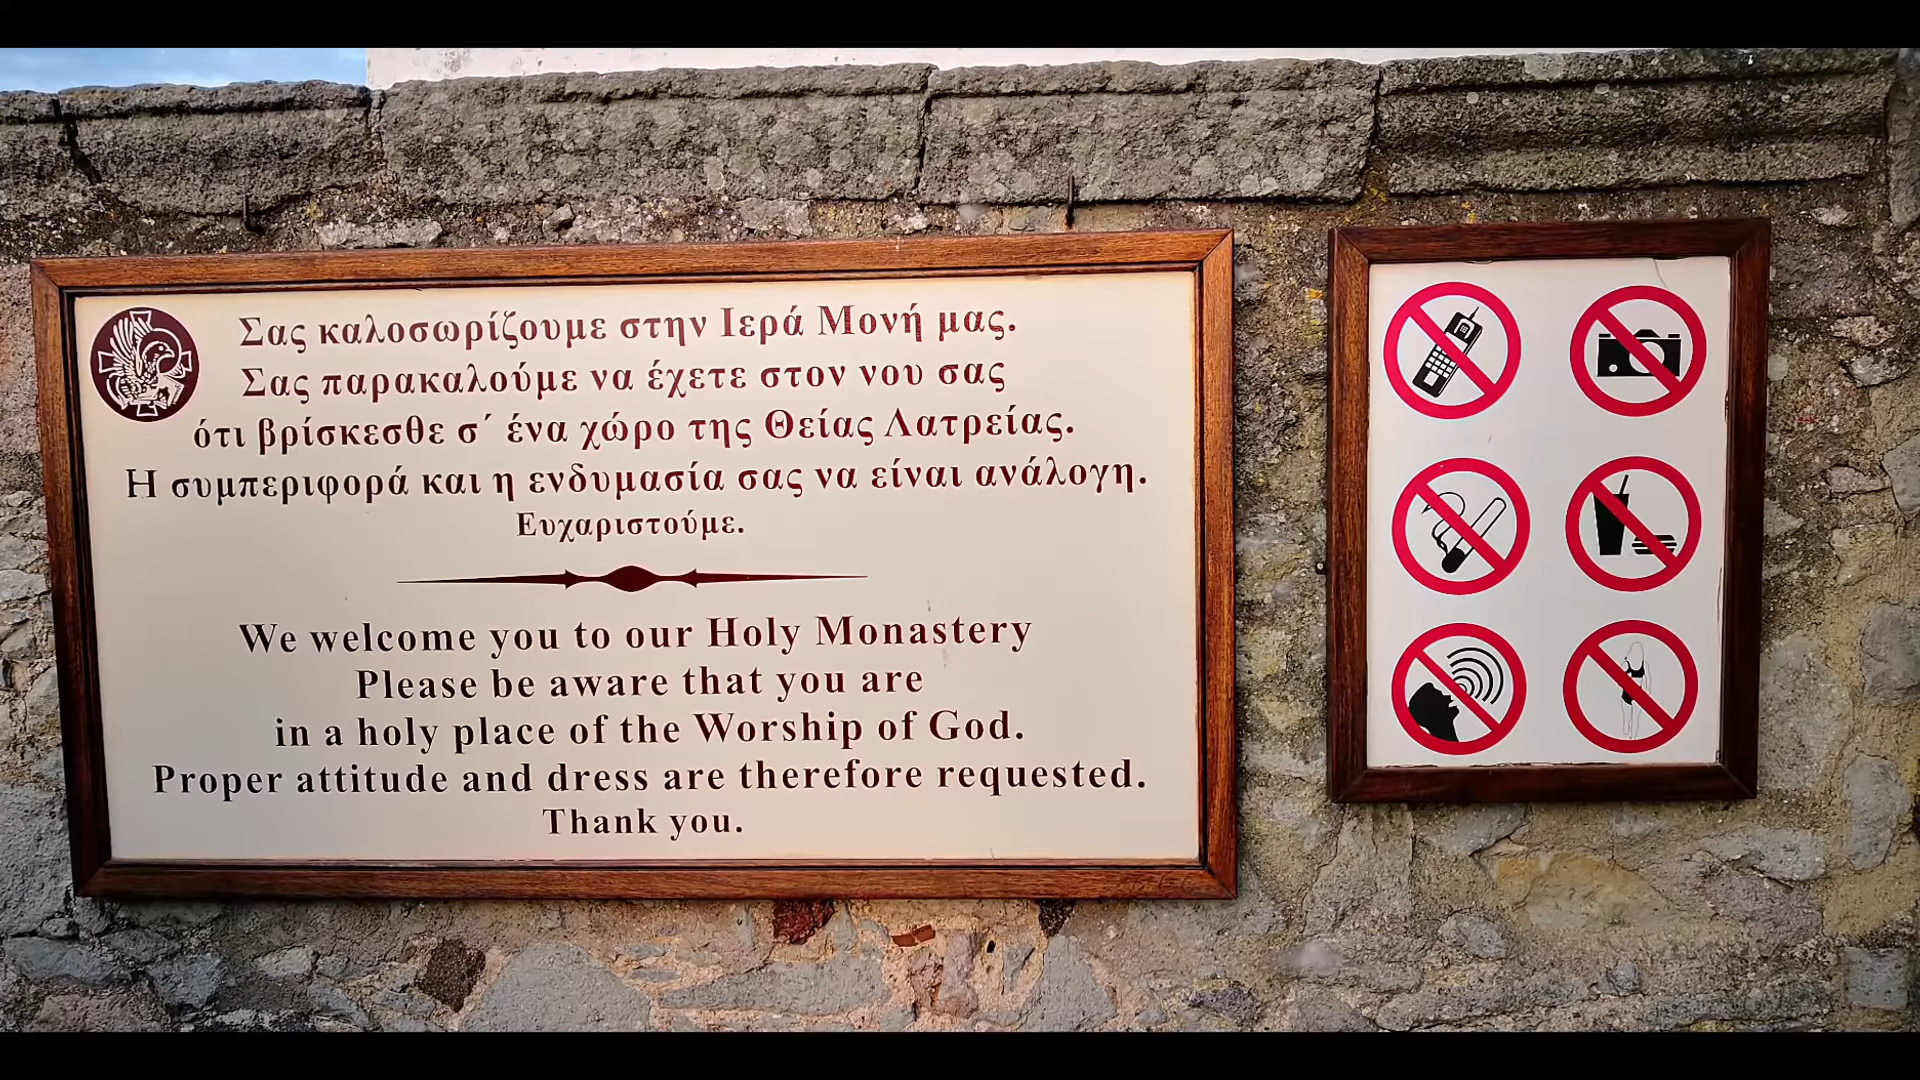 Σας καλοσωρίζουμε στην Ιερά Μονή μας.
Σας παρακαλούμε να έχετε στον νου σας
ότι βρίσκεσθε σ΄ ένα χώρο της Θείας Λατρείας.
Η συμπεριφορά και η ενδυμασία σας να είναι ανάλογη.
Ευχαριστούμε.
We welcome you to our Holy Monastery
Please be aware that you are
in a holy place of the Worship of God.
Proper attitude and dress are therefore requested.
Thank you.